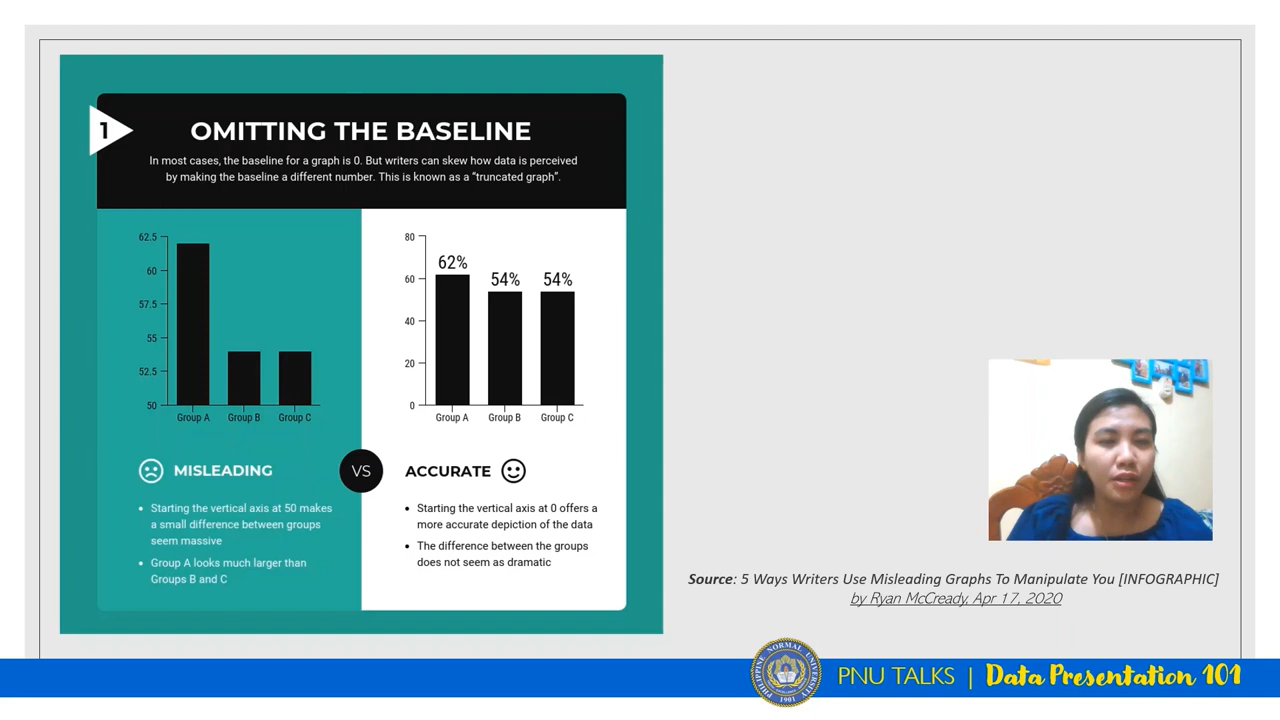 1
OMITTING THE BASELINE
In most cases, the baseline for a graph is 0. But writers can skew how data is perceived
by making the baseline a different number. This is known as a “truncated graph”.
62.5
60
57.5
55
52.5
50
Group A Group B Group C
80
60
40
20
0
62%
54%
54%
Group A Group B Group C
MISLEADING
VS
ACCURATE
• Starting the vertical axis at 50 makes
a small difference between groups
seem massive
• Group A looks much larger than
Groups B and C
• Starting the vertical axis at 0 offers a
more accurate depiction of the data
• The difference between the groups
does not seem as dramatic
Source: 5 Ways Writers Use Misleading Graphs To Manipulate You [INFOGRAPHIC]
by Ryan McCready, Apr 17, 2020
PHILIPPINE NORMAL UNIVERSITY
1901
PNU TALKS | Data Presentation 101